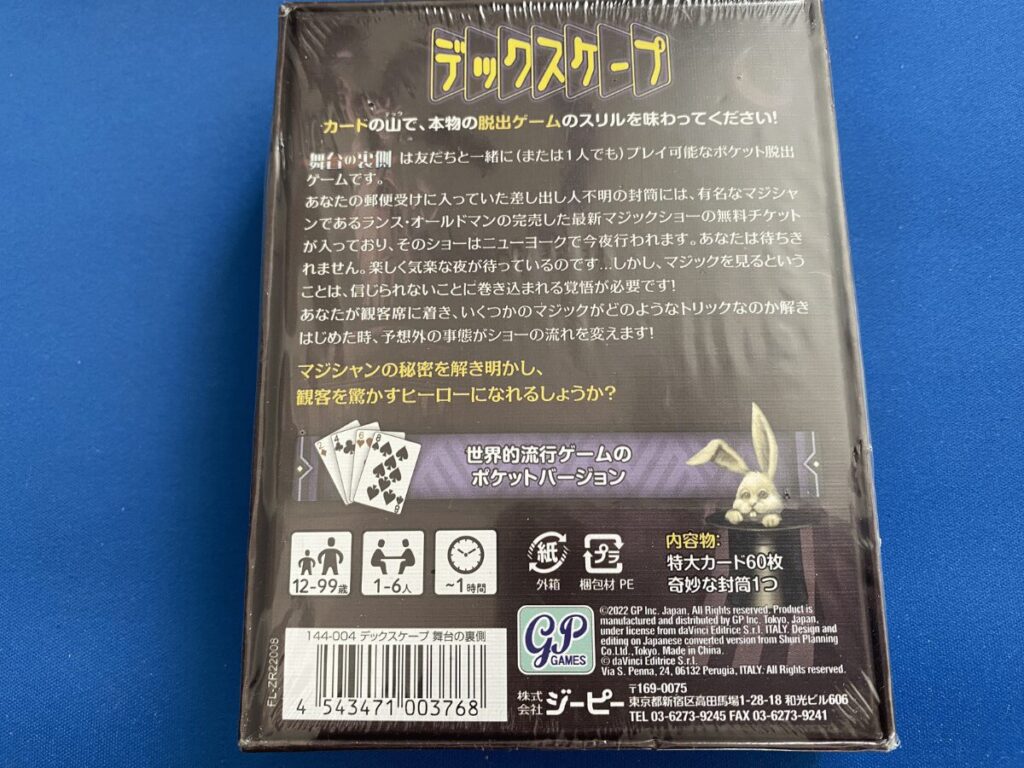 デックスケープ
カードの山で、本物の脱出ゲームのスリルを味わってください!
舞台の裏側 は友だちと一緒に(または1人でも)プレイ可能なポケット脱出
ゲームです。
あなたの郵便受けに入っていた差し出し人不明の封筒には、有名なマジシャ
ンであるランス・オールドマンの完売した最新マジックショーの無料チケット
が入っており、そのショーはニューヨークで今夜行われます。あなたは待ちき
れません。楽しく気楽な夜が待っているのです…しかし、マジックを見るという
ことは、信じられないことに巻き込まれる覚悟が必要です!
あなたが観客席に着き、いくつかのマジックがどのようなトリックなのか解き
はじめた時、予想外の事態がショーの流れを変えます!
マジシャンの秘密を解き明かし、
観客を驚かすヒーローになれるしょうか?
世界的流行ゲームの
ポケットバージョン
12-99歳
1-6人
~1時間
紙
外箱
プラ
梱包材 PE
内容物:
特大カード60枚
奇妙な封筒1つ
©2022 GP Inc. Japan, All Rights reserved. Product is
manufactured and distributed by GP Inc. Tokyo, Japan,
under license from daVinci Editrice S.r.l. ITALY. Design and
editing on Japanese converted version from Shuri Planning
Co.Ltd.,Tokyo. Made in China.
© daVinci Editrice S.r.l.
Via S. Penna, 24, 06132 Perugia, ITALY: All Rights reserved.
GP
GAMES
144-004 デックスケープ 舞台の裏側
4 543471 003768
FL-ZR22008
株式会社 ジーピー
〒169-0075
東京都新宿区高田馬場1-28-18 和光ビル606
TEL 03-6273-9245 FAX 03-6273-9241